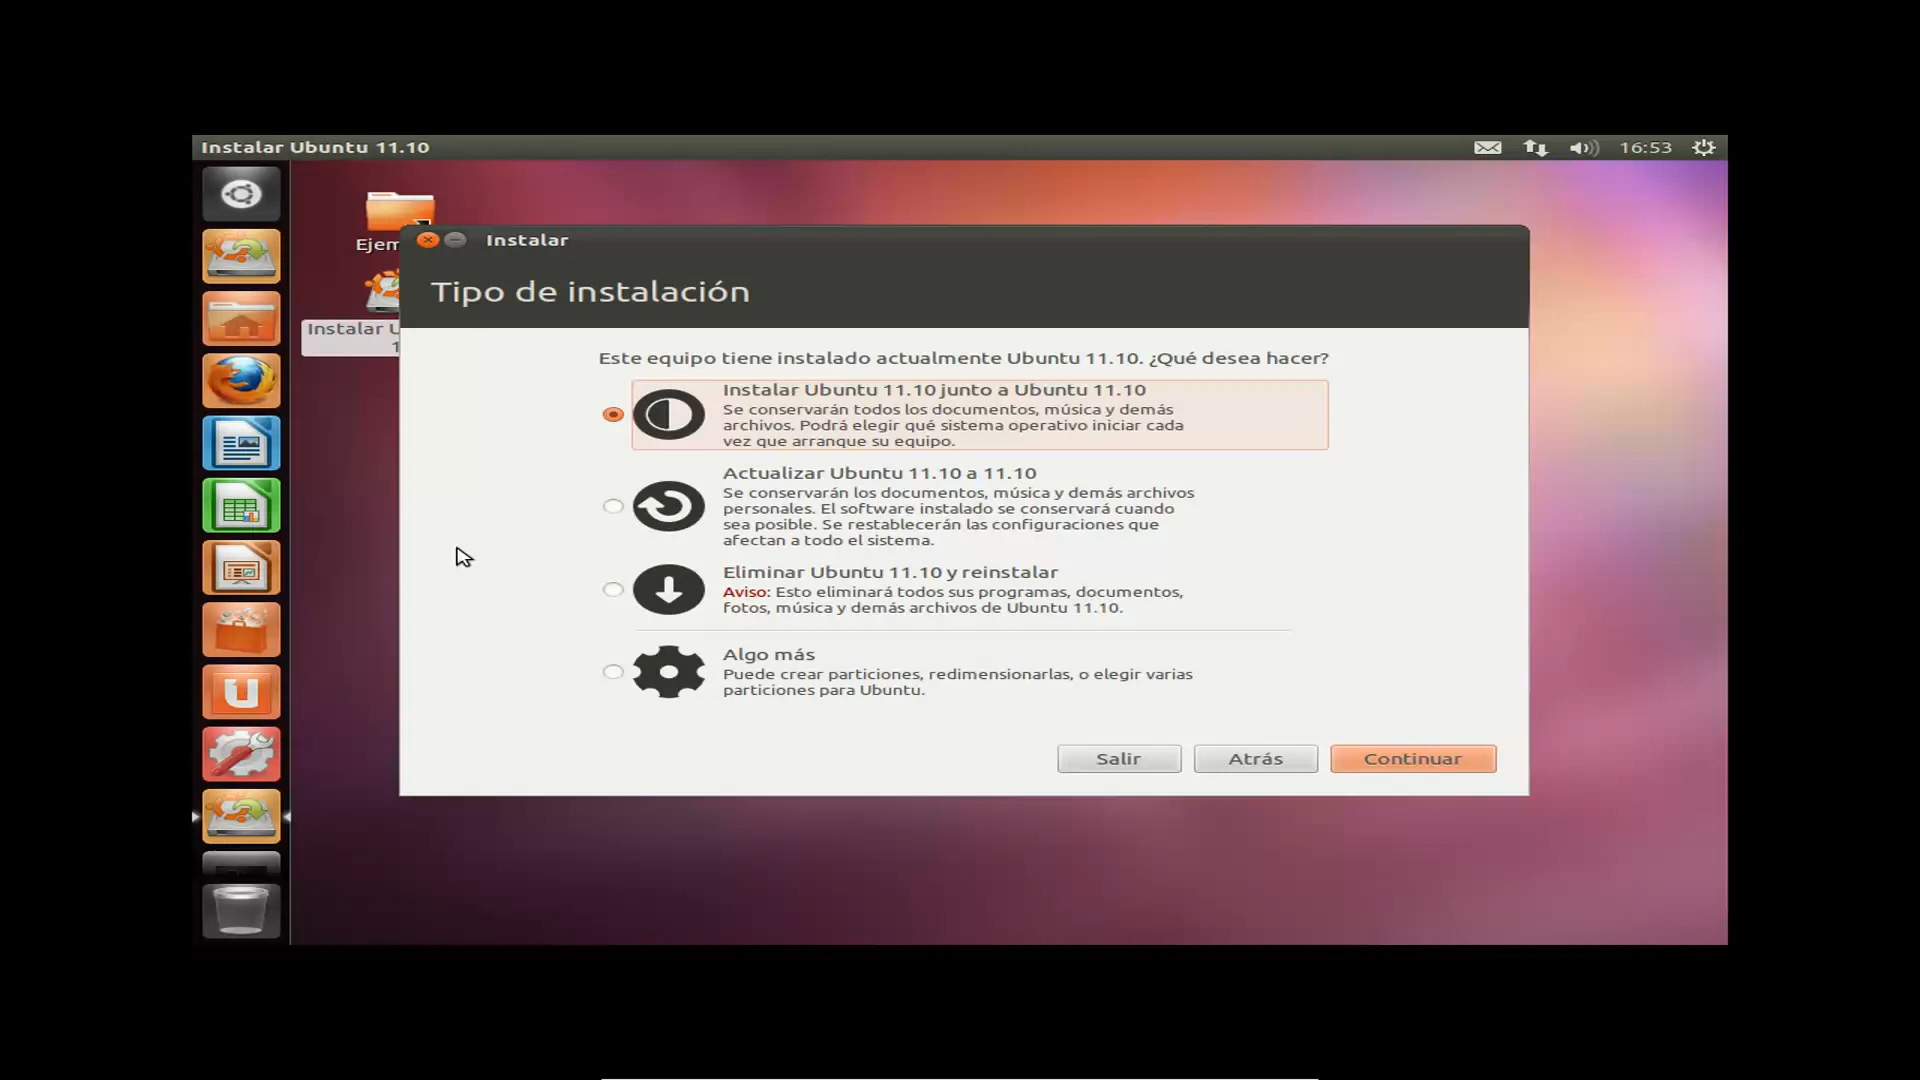 Instalar Ubuntu 11.10
16:53
Ejem
Instalar U
1
Instalar
Tipo de instalación
Este equipo tiene instalado actualmente Ubuntu 11.10. ¿Qué desea hacer?
Instalar Ubuntu 11.10 junto a Ubuntu 11.10
Se conservarán todos los documentos, música y demás
archivos. Podrá elegir qué sistema operativo iniciar cada
vez que arranque su equipo.
Actualizar Ubuntu 11.10 a 11.10
Se conservarán los documentos, música y demás archivos
personales. El software instalado se conservará cuando
sea posible. Se restablecerán las configuraciones que
afectan a todo el sistema.
Eliminar Ubuntu 11.10 y reinstalar
Aviso: Esto eliminará todos sus programas, documentos,
fotos, música y demás archivos de Ubuntu 11.10.
Algo más
Puede crear particiones, redimensionarlas, o elegir varias
particiones para Ubuntu.
Salir
Atrás
Continuar